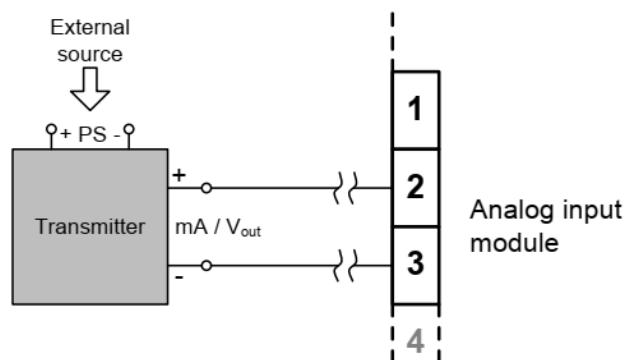 External
source
+ PS -
1
+
2
Transmitter
mA / Vout
Analog input
module
-
3
4